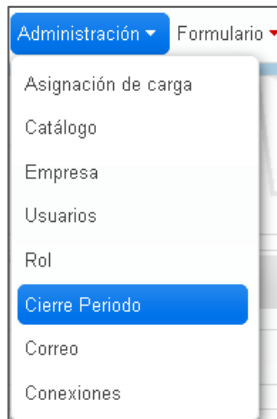 Administración Formulario
Asignación de carga
Catálogo
Empresa
Usuarios
Rol
Cierre Periodo
Correo
Conexiones